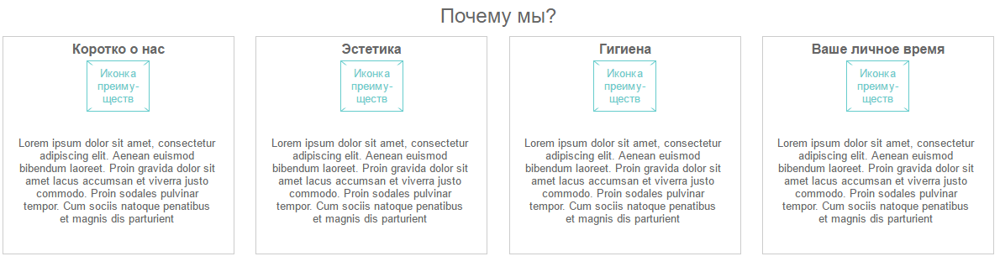 Почему мы?
Коротко о нас
Иконка
преиму-
ществ
Lorem ipsum dolor sit amet, consectetur
adipiscing elit. Aenean euismod
bibendum laoreet. Proin gravida dolor sit
amet lacus accumsan et viverra justo
commodo. Proin sodales pulvinar
tempor. Cum sociis natoque penatibus
et magnis dis parturient
Эстетика
Иконка
преиму-
ществ
Lorem ipsum dolor sit amet, consectetur
adipiscing elit. Aenean euismod
bibendum laoreet. Proin gravida dolor sit
amet lacus accumsan et viverra justo
commodo. Proin sodales pulvinar
tempor. Cum sociis natoque penatibus
et magnis dis parturient
Гигиена
Иконка
преиму-
ществ
Lorem ipsum dolor sit amet, consectetur
adipiscing elit. Aenean euismod
bibendum laoreet. Proin gravida dolor sit
amet lacus accumsan et viverra justo
commodo. Proin sodales pulvinar
tempor. Cum sociis natoque penatibus
et magnis dis parturient
Ваше личное время
Иконка
преиму-
ществ
Lorem ipsum dolor sit amet, consectetur
adipiscing elit. Aenean euismod
bibendum laoreet. Proin gravida dolor sit
amet lacus accumsan et viverra justo
commodo. Proin sodales pulvinar
tempor. Cum sociis natoque penatibus
et magnis dis parturient